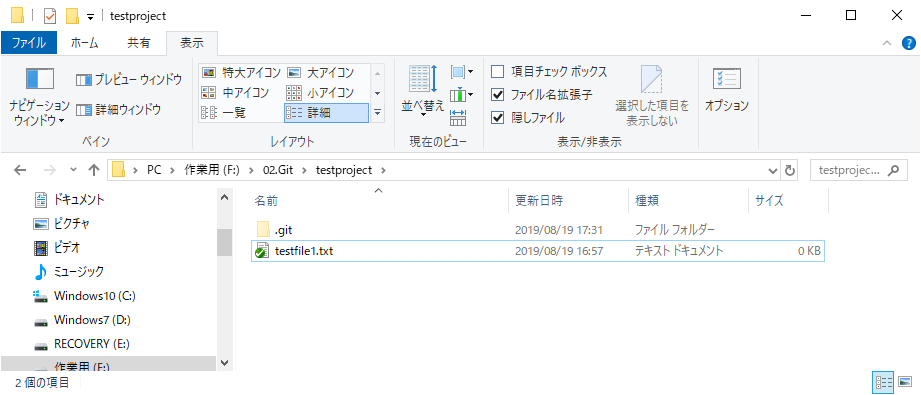 testproject
ファイル ホーム 共有 表示
ナビゲーション ウィンドウ
プレビュー ウィンドウ
詳細ウィンドウ
ペイン
特大アイコン 大アイコン
中アイコン 小アイコン
一覧 詳細
レイアウト
並べ替え
現在のビュー
項目チェック ボックス
ファイル名拡張子
隠しファイル
選択した項目を
表示しない
表示/非表示
オプション
PC 作業用 (F:) 02.Git testproject
testprojec...
ドキュメント
ピクチャ
ビデオ
ミュージック
Windows10 (C:)
Windows7 (D:)
RECOVERY (E:)
作業用 (F:)
名前 更新日時 種類 サイズ
.git 2019/08/19 17:31 ファイル フォルダー
testfile1.txt 2019/08/19 16:57 テキスト ドキュメント 0 KB
2 個の項目